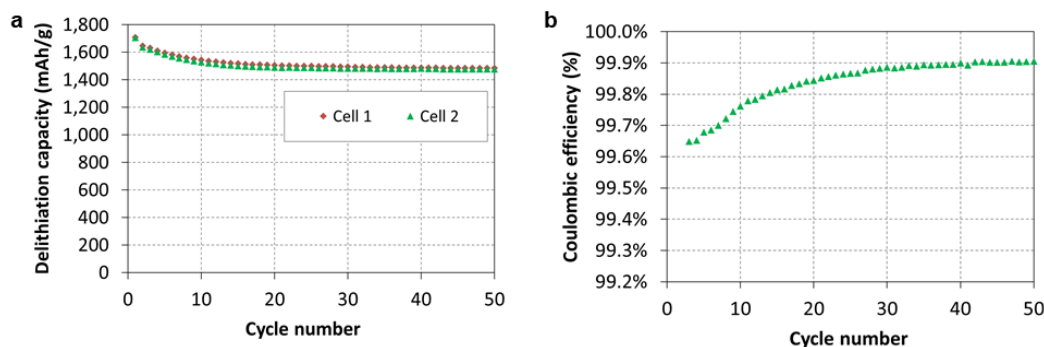 a
1,800
1,600
1,400
1,200
1,000
800
600
400
200
0
Delithiation capacity (mAh/g)
Cell 1 Cell 2
0 10 20 30 40 50
Cycle number
b
100.0%
99.9%
99.8%
99.7%
99.6%
99.5%
99.4%
99.3%
99.2%
Coulombic efficiency (%)
0 10 20 30 40 50
Cycle number